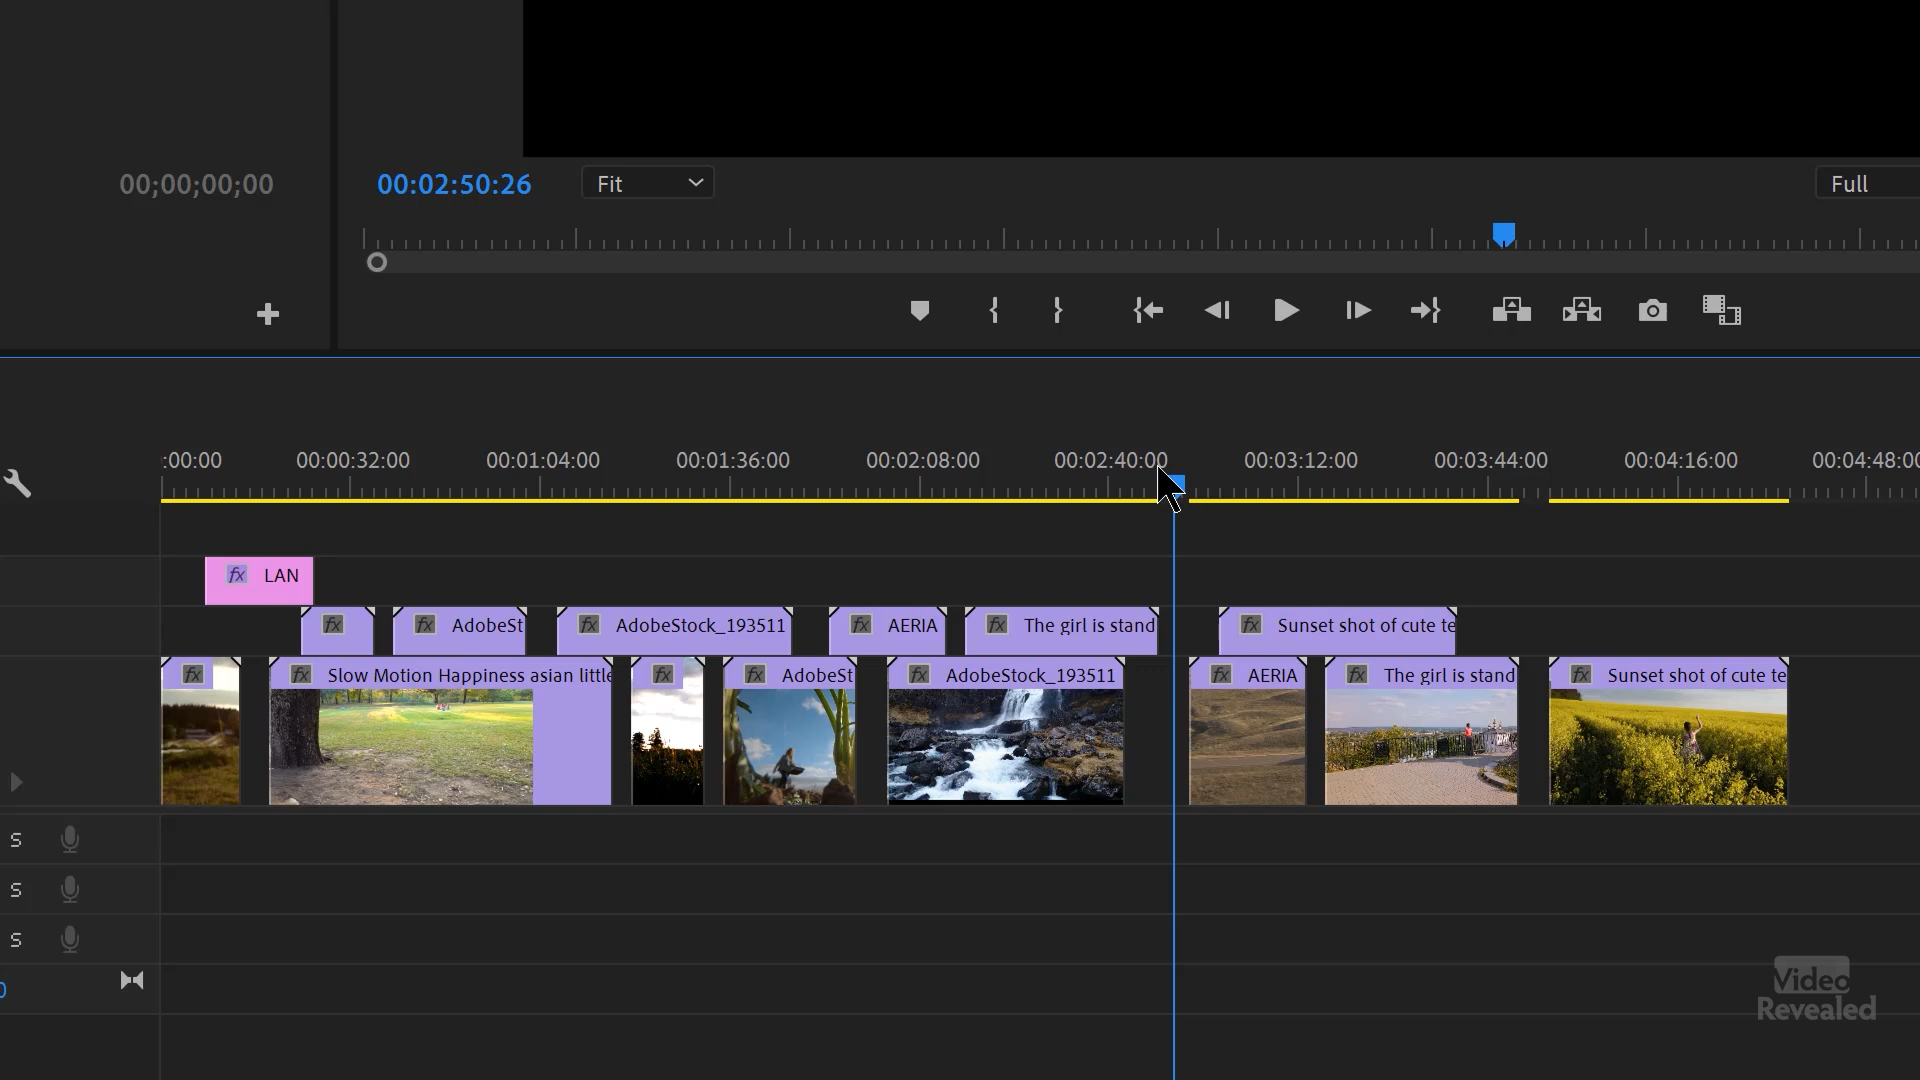 00;00;00;00
00:02:50:26
Fit
Full
:00:00
00:00:32:00
00:01:04:00
00:01:36:00
00:02:08:00
00:02:40:00
00:03:12:00
00:03:44:00
00:04:16:00
00:04:48:00
fx LAN
fx
fx AdobeSt
fx AdobeStock_193511
fx AERIA
fx The girl is stand
fx Sunset shot of cute te
fx
fx Slow Motion Happiness asian little
fx
fx AdobeSt
fx AdobeStock_193511
fx AERIA
fx The girl is stand
fx Sunset shot of cute te
S
S
S
0
Video
Revealed